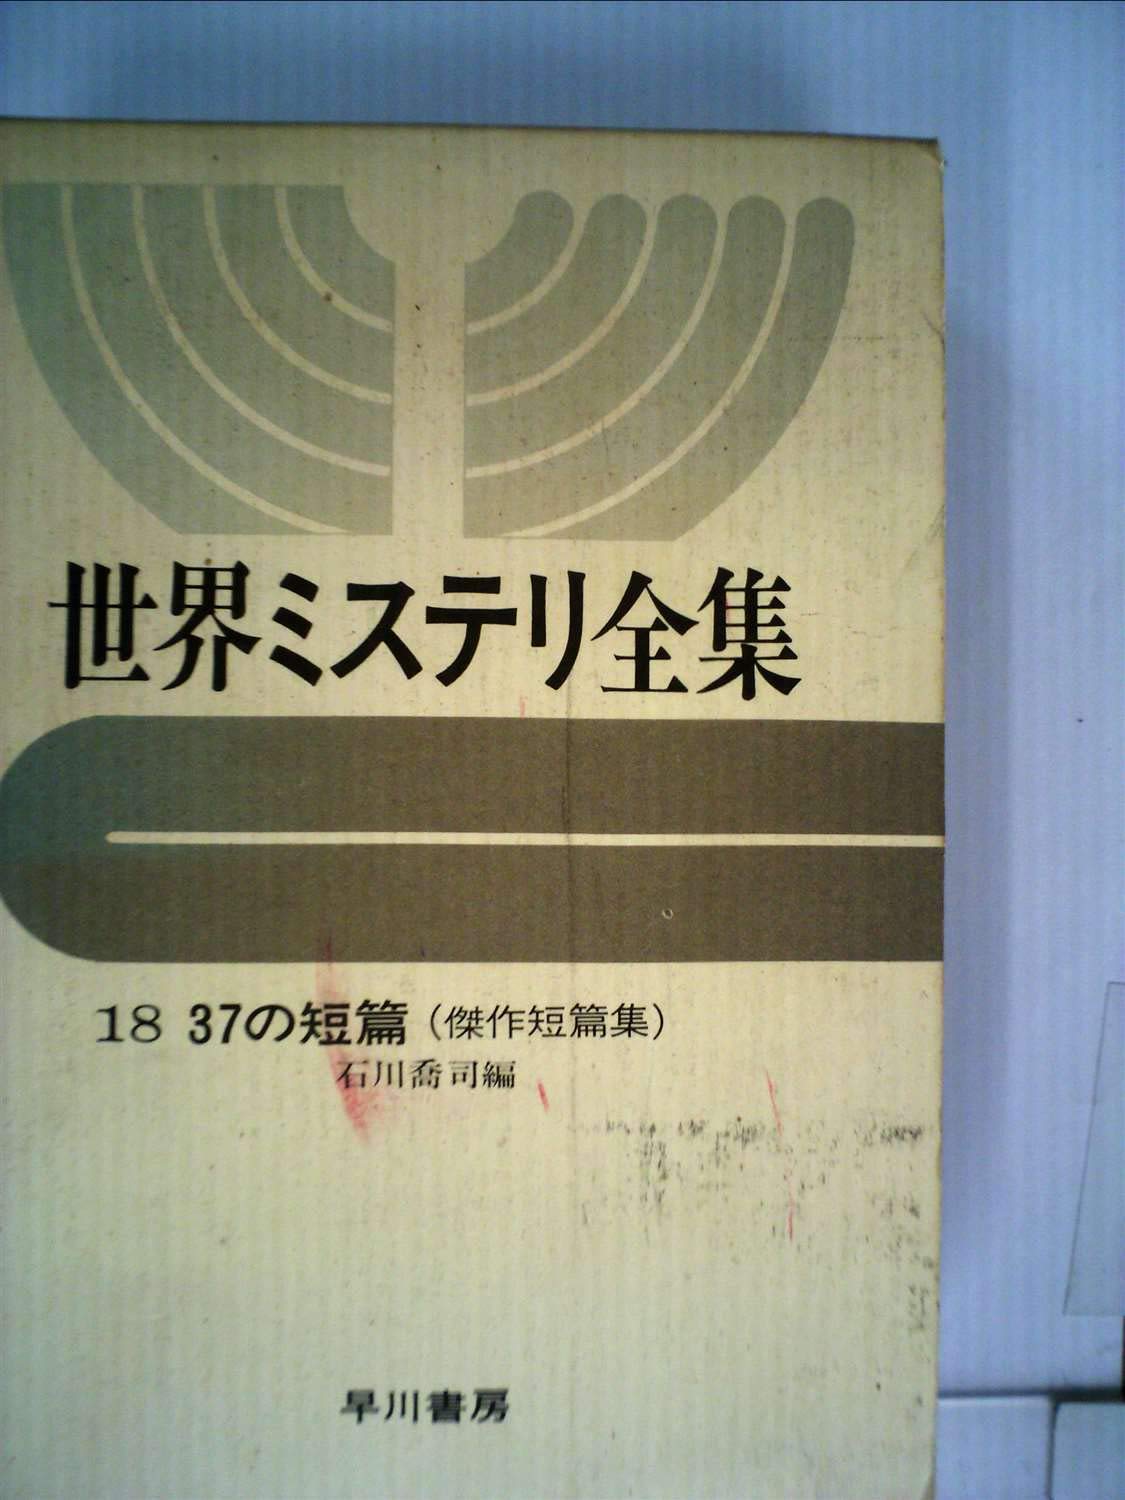 世界ミステリ全集
18 37の短篇（傑作短篇集）
石川喬司編
早川書房